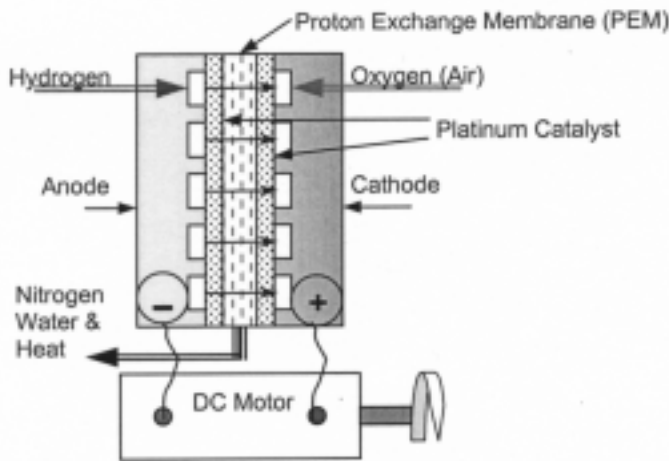 Proton Exchange Membrane (PEM)
Hydrogen
Oxygen (Air)
Platinum Catalyst
Anode
Cathode
Nitrogen
Water &
Heat
−
+
DC Motor